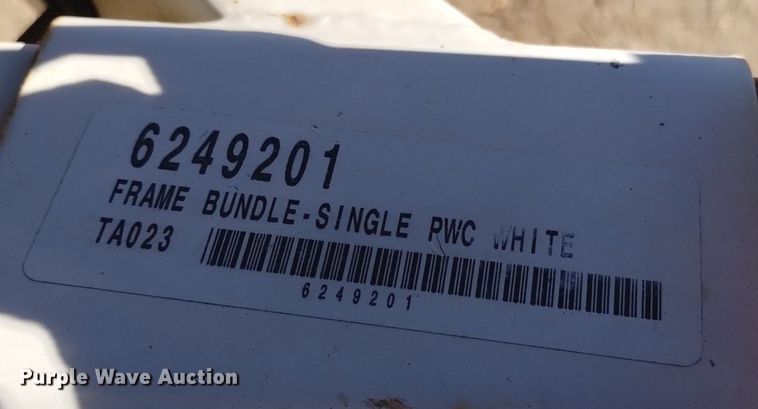 6249201
FRAME BUNDLE-SINGLE PWC WHITE
TA023
6249201
Purple Wave Auction